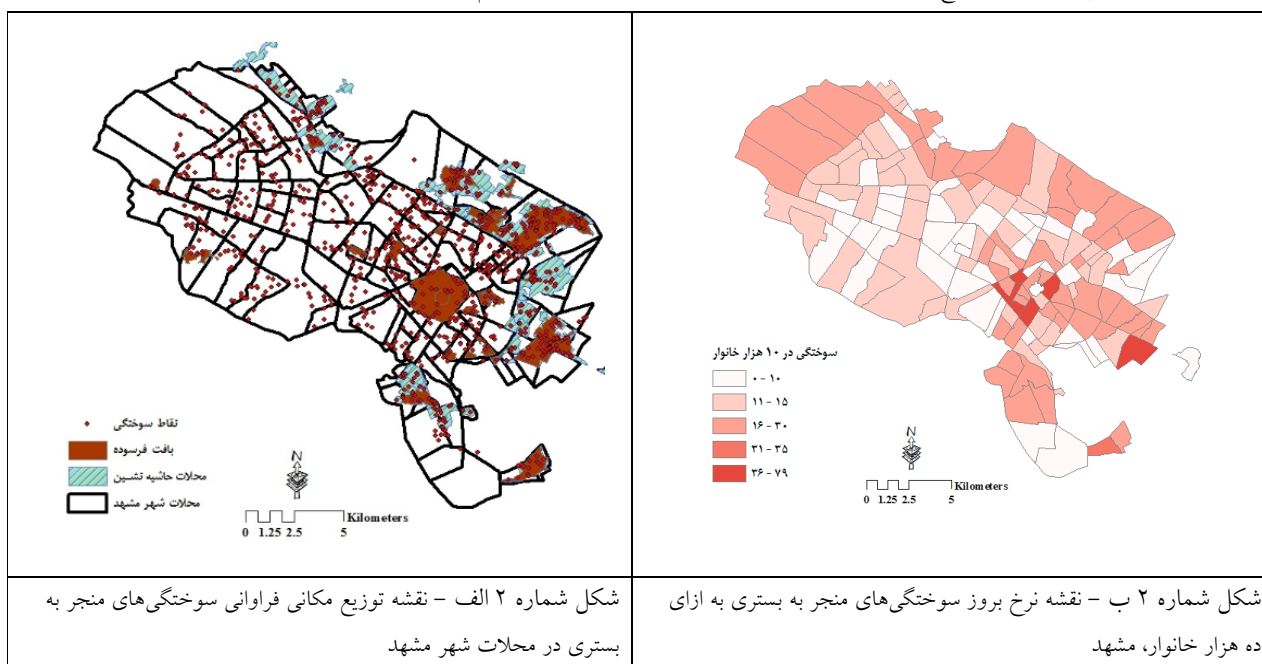 سوختگی در ۱۰ هزار خانوار
۰ - ۱۰
۱۱ - ۱۵
۱۶ - ۳۰
۳۱ - ۳۵
۳۶ - ۷۹
N
Kilometers
0 1.25 2.5 5
نقاط سوختگی
بافت فرسوده
محلات حاشیه نشین
محلات شهر مشهد
N
Kilometers
0 1.25 2.5 5
شکل شماره ۲ ب – نقشه نرخ بروز سوختگی‌های منجر به بستری به ازای
ده هزار خانوار، مشهد
شکل شماره ۲ الف – نقشه توزیع مکانی فراوانی سوختگی‌های منجر به
بستری در محلات شهر مشهد